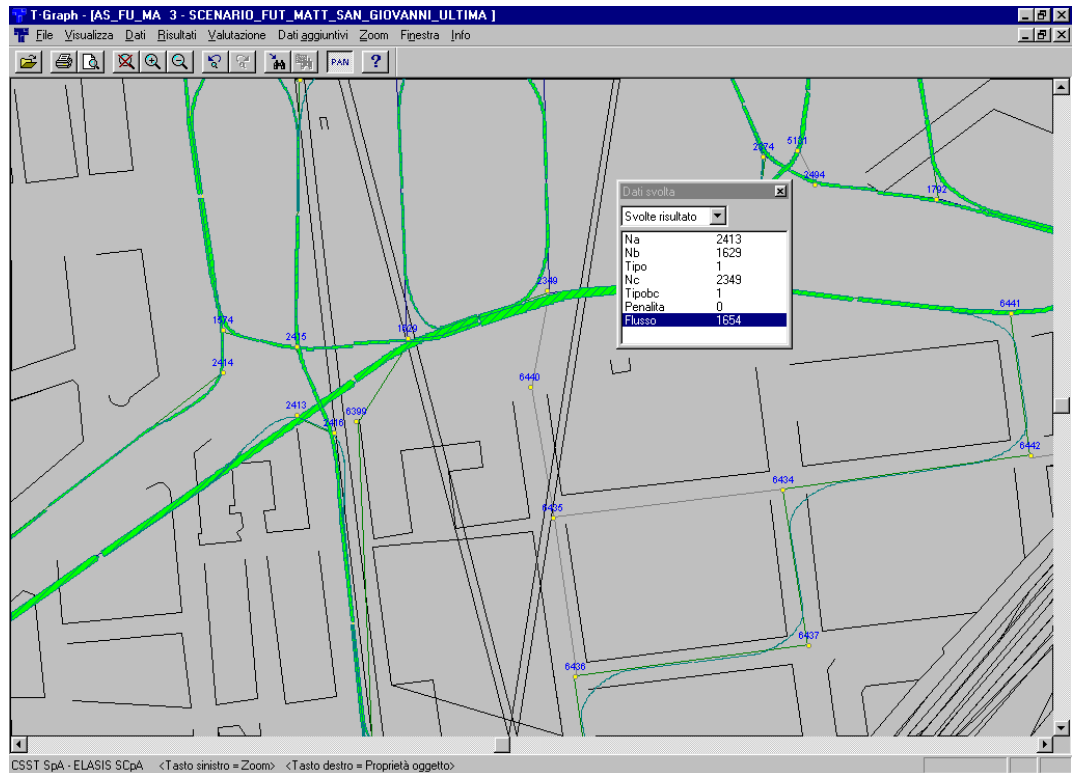 T-Graph - [AS_FU_MA 3 - SCENARIO_FUT_MATT_SAN_GIOVANNI_ULTIMA ]
File Visualizza Dati Risultati Valutazione Dati aggiuntivi Zoom Finestra Info
PAN ?
2374
5131
2494
1792
Dati svolta
Svolte risultato
Na 2413
Nb 1629
Tipo 1
Nc 2349
Tipobc 1
Penalita 0
Flusso 1654
2349
6441
1574
2415
1629
2414
6440
2413
6399
2416
6442
6434
6435
6437
6436
CSST SpA - ELASIS SCpA <Tasto sinistro = Zoom> <Tasto destro = Proprietà oggetto>